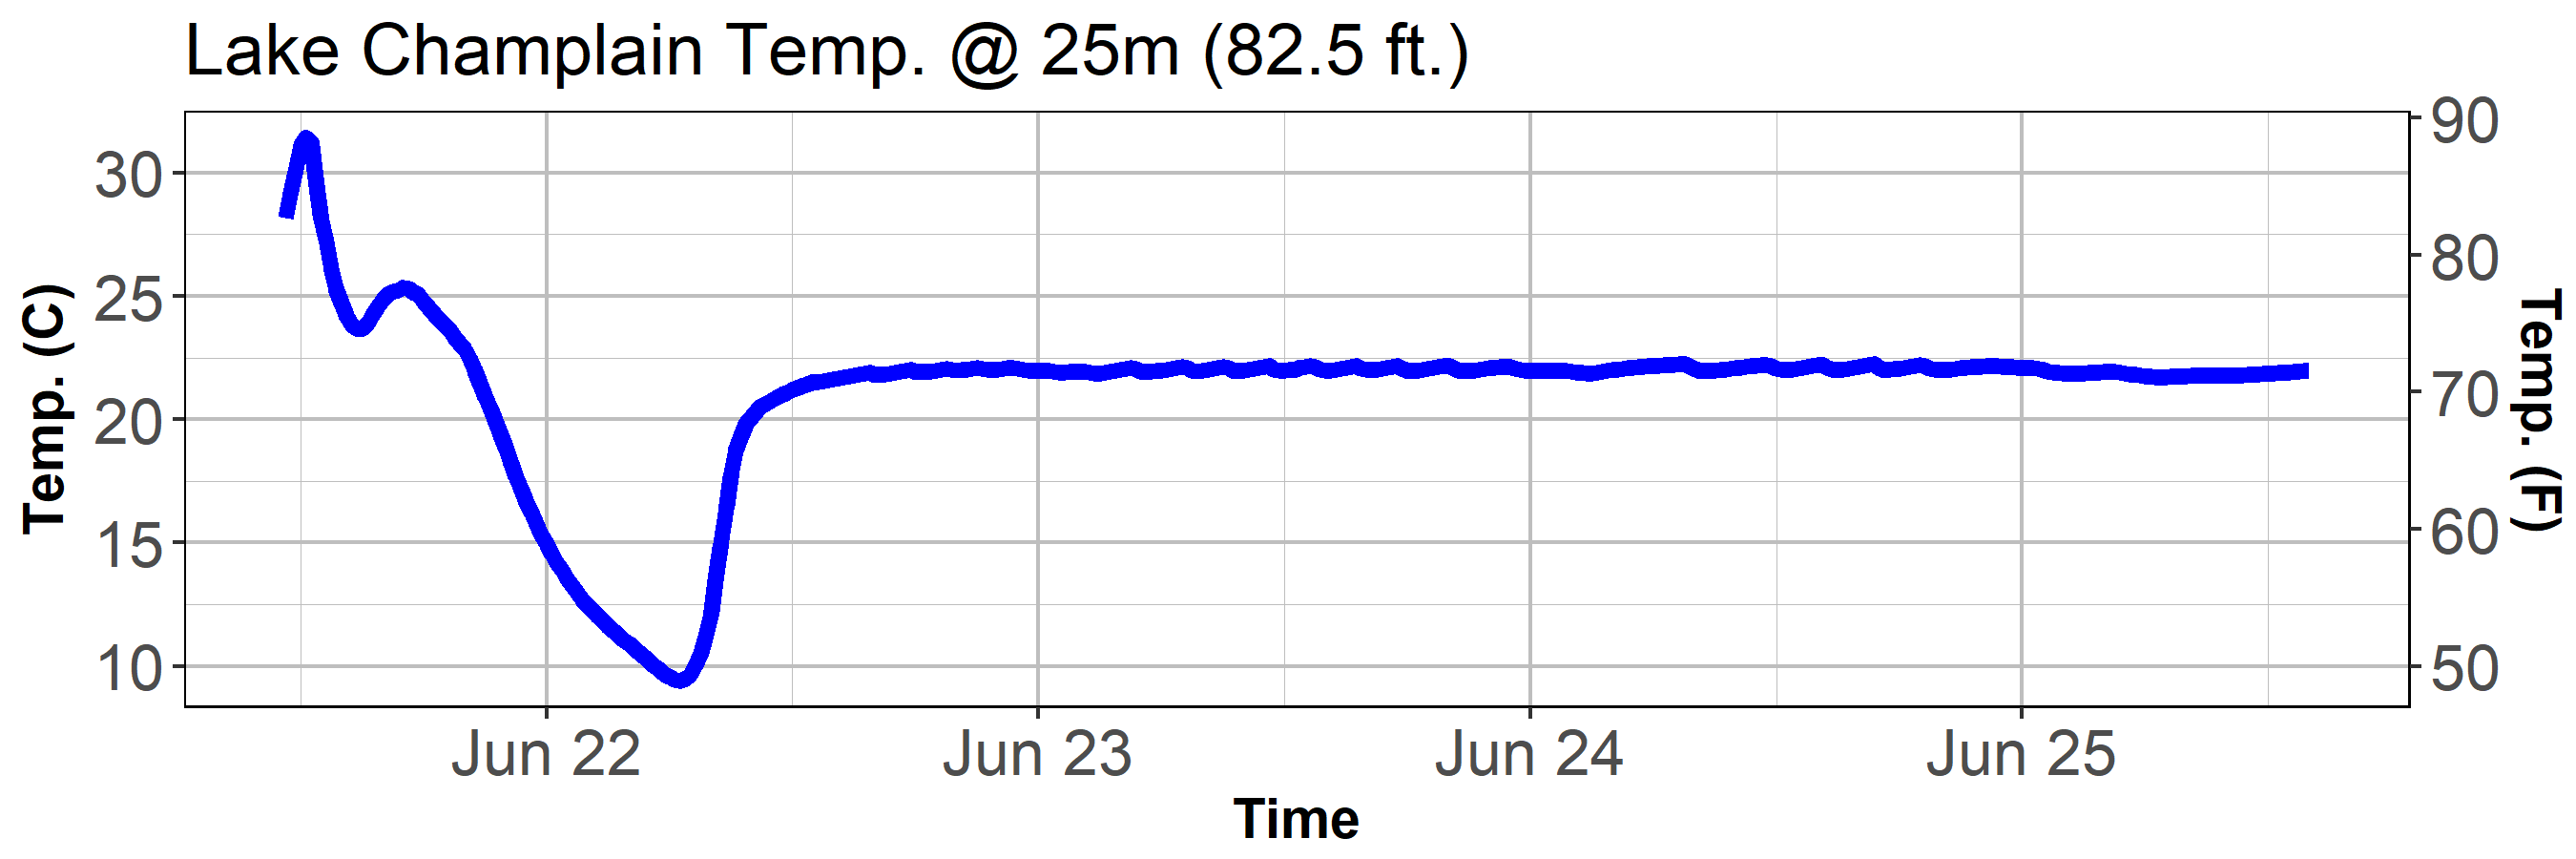 Lake Champlain Temp. @ 25m (82.5 ft.)
Temp. (C)
30
25
20
15
10
90
80
70
60
50
Temp. (F)
Jun 22
Jun 23
Jun 24
Jun 25
Time